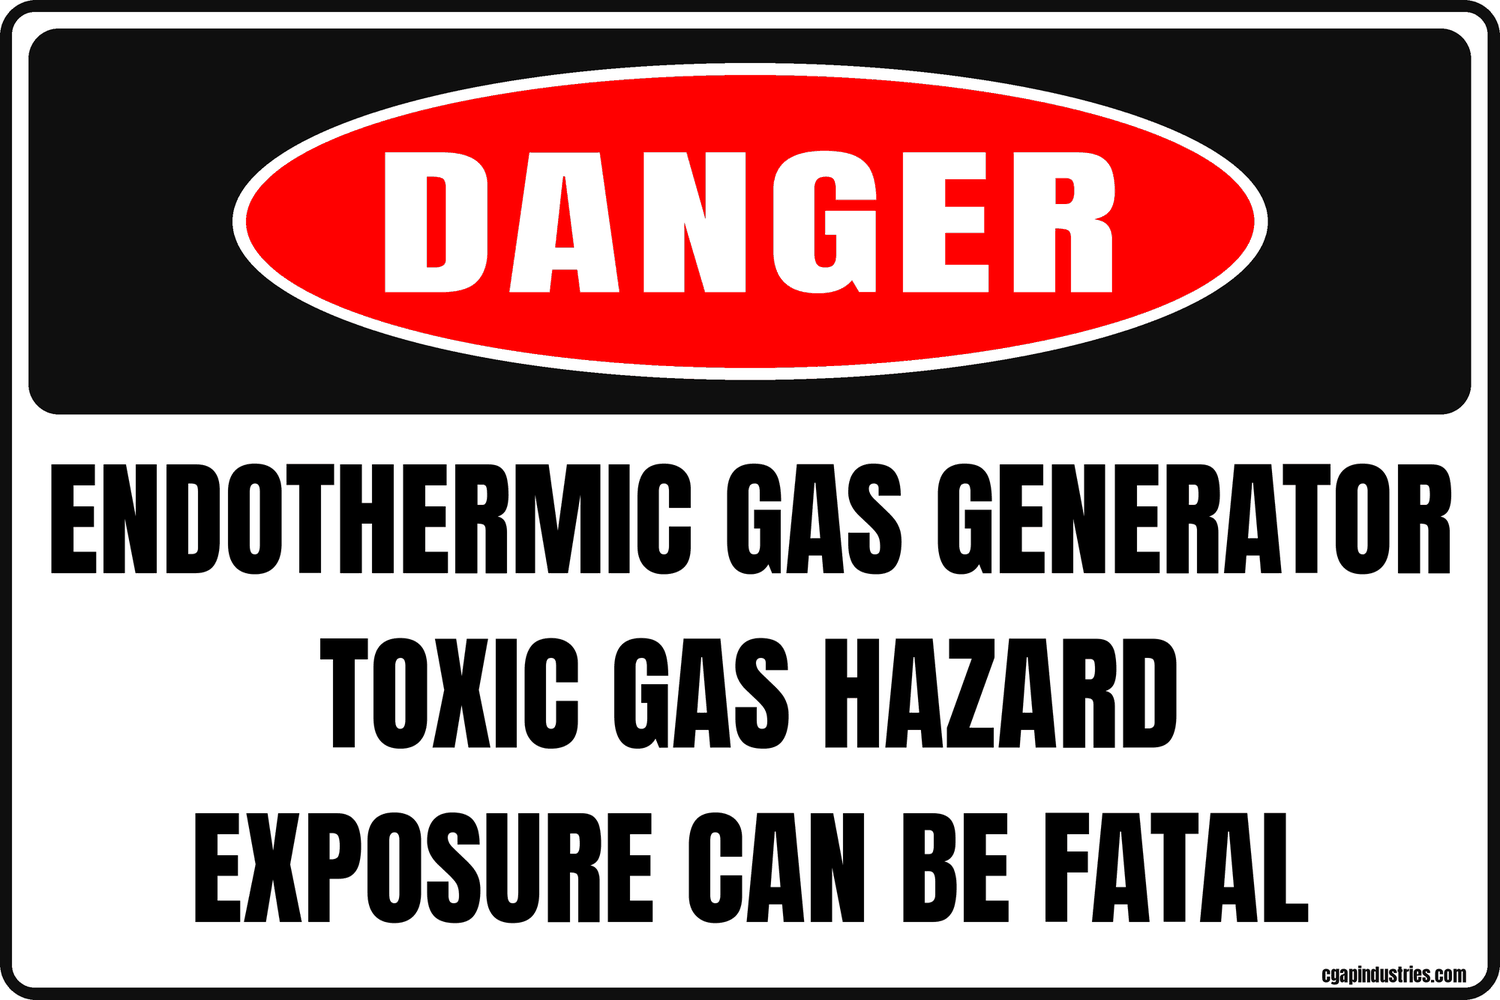 DANGER
ENDOTHERMIC GAS GENERATOR
TOXIC GAS HAZARD
EXPOSURE CAN BE FATAL
cgapindustries.com